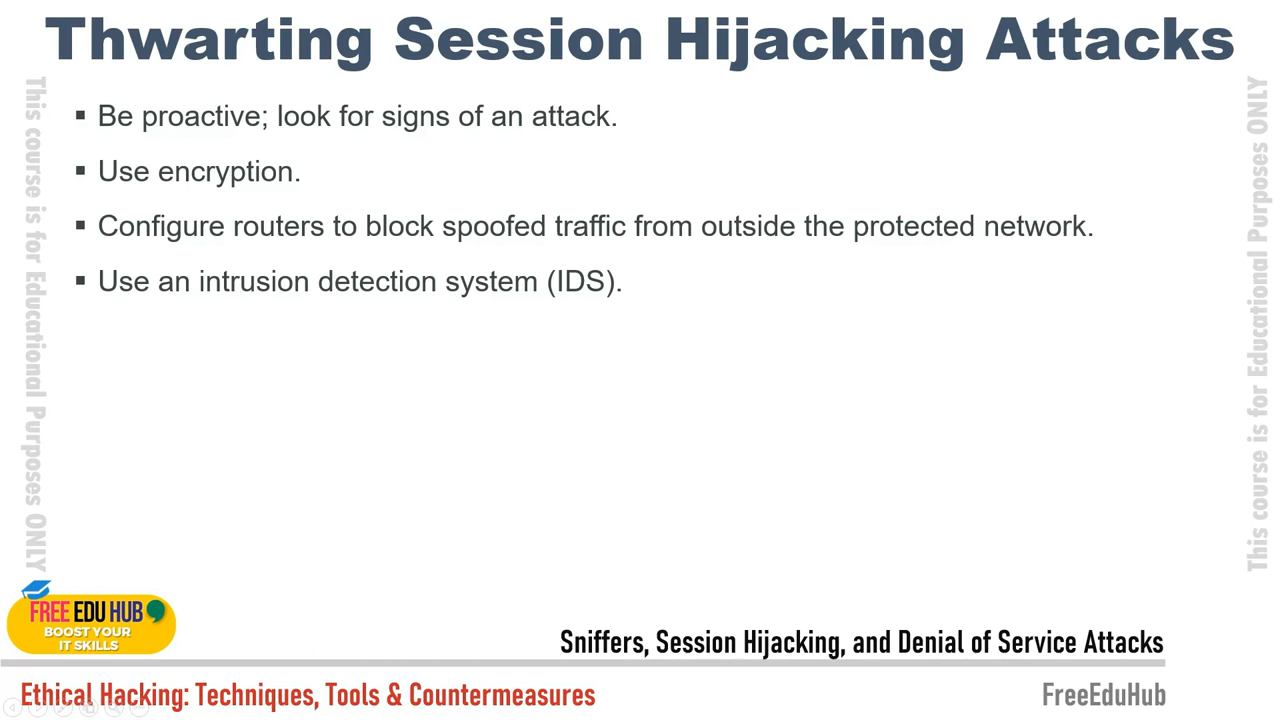 Thwarting Session Hijacking Attacks
▪ Be proactive; look for signs of an attack.
▪ Use encryption.
▪ Configure routers to block spoofed traffic from outside the protected network.
▪ Use an intrusion detection system (IDS).
This course is for Educational Purposes ONLY
This course is for Educational Purposes ONLY
FREE EDU HUB
BOOST YOUR
IT SKILLS
Sniffers, Session Hijacking, and Denial of Service Attacks
Ethical Hacking: Techniques, Tools & Countermeasures
FreeEduHub